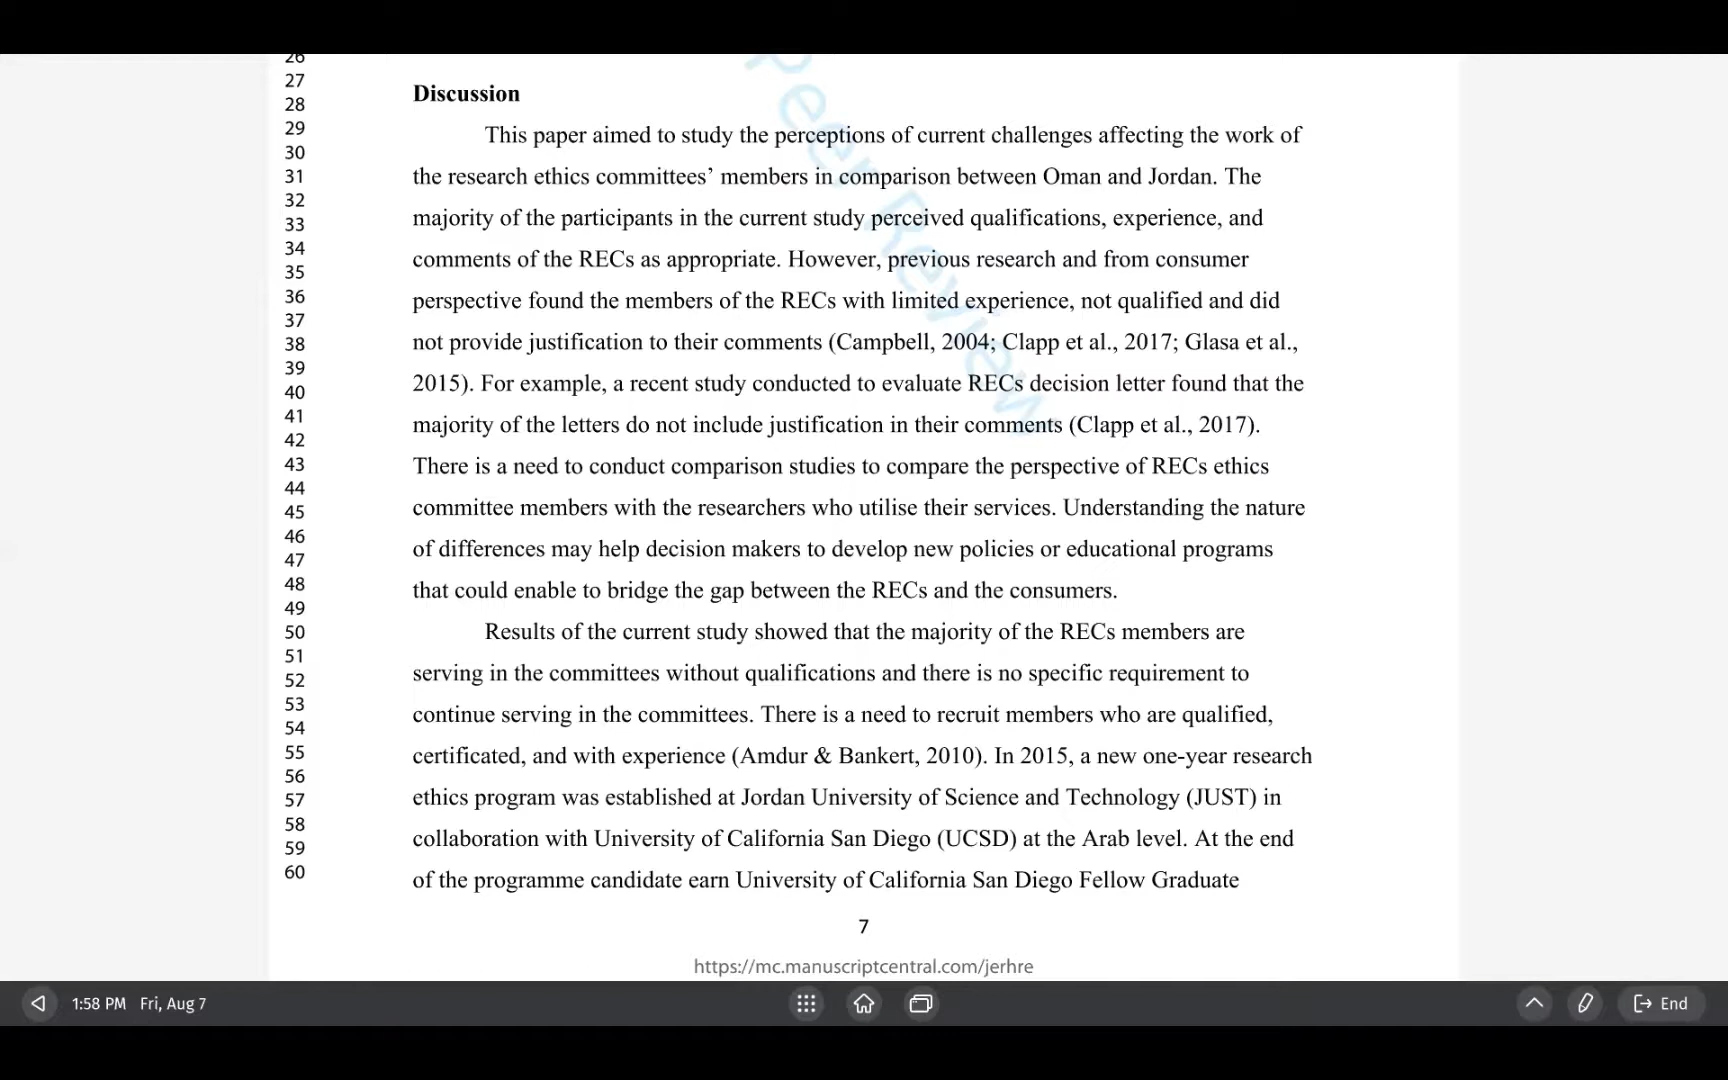 26
27
28
29
30
31
32
33
34
35
36
37
38
39
40
41
42
43
44
45
46
47
48
49
50
51
52
53
54
55
56
57
58
59
60
Peer Review
Discussion
This paper aimed to study the perceptions of current challenges affecting the work of
the research ethics committees’ members in comparison between Oman and Jordan. The
majority of the participants in the current study perceived qualifications, experience, and
comments of the RECs as appropriate. However, previous research and from consumer
perspective found the members of the RECs with limited experience, not qualified and did
not provide justification to their comments (Campbell, 2004; Clapp et al., 2017; Glasa et al.,
2015). For example, a recent study conducted to evaluate RECs decision letter found that the
majority of the letters do not include justification in their comments (Clapp et al., 2017).
There is a need to conduct comparison studies to compare the perspective of RECs ethics
committee members with the researchers who utilise their services. Understanding the nature
of differences may help decision makers to develop new policies or educational programs
that could enable to bridge the gap between the RECs and the consumers.
Results of the current study showed that the majority of the RECs members are
serving in the committees without qualifications and there is no specific requirement to
continue serving in the committees. There is a need to recruit members who are qualified,
certificated, and with experience (Amdur & Bankert, 2010). In 2015, a new one-year research
ethics program was established at Jordan University of Science and Technology (JUST) in
collaboration with University of California San Diego (UCSD) at the Arab level. At the end
of the programme candidate earn University of California San Diego Fellow Graduate
7
https://mc.manuscriptcentral.com/jerhre
1:58 PM Fri, Aug 7
End